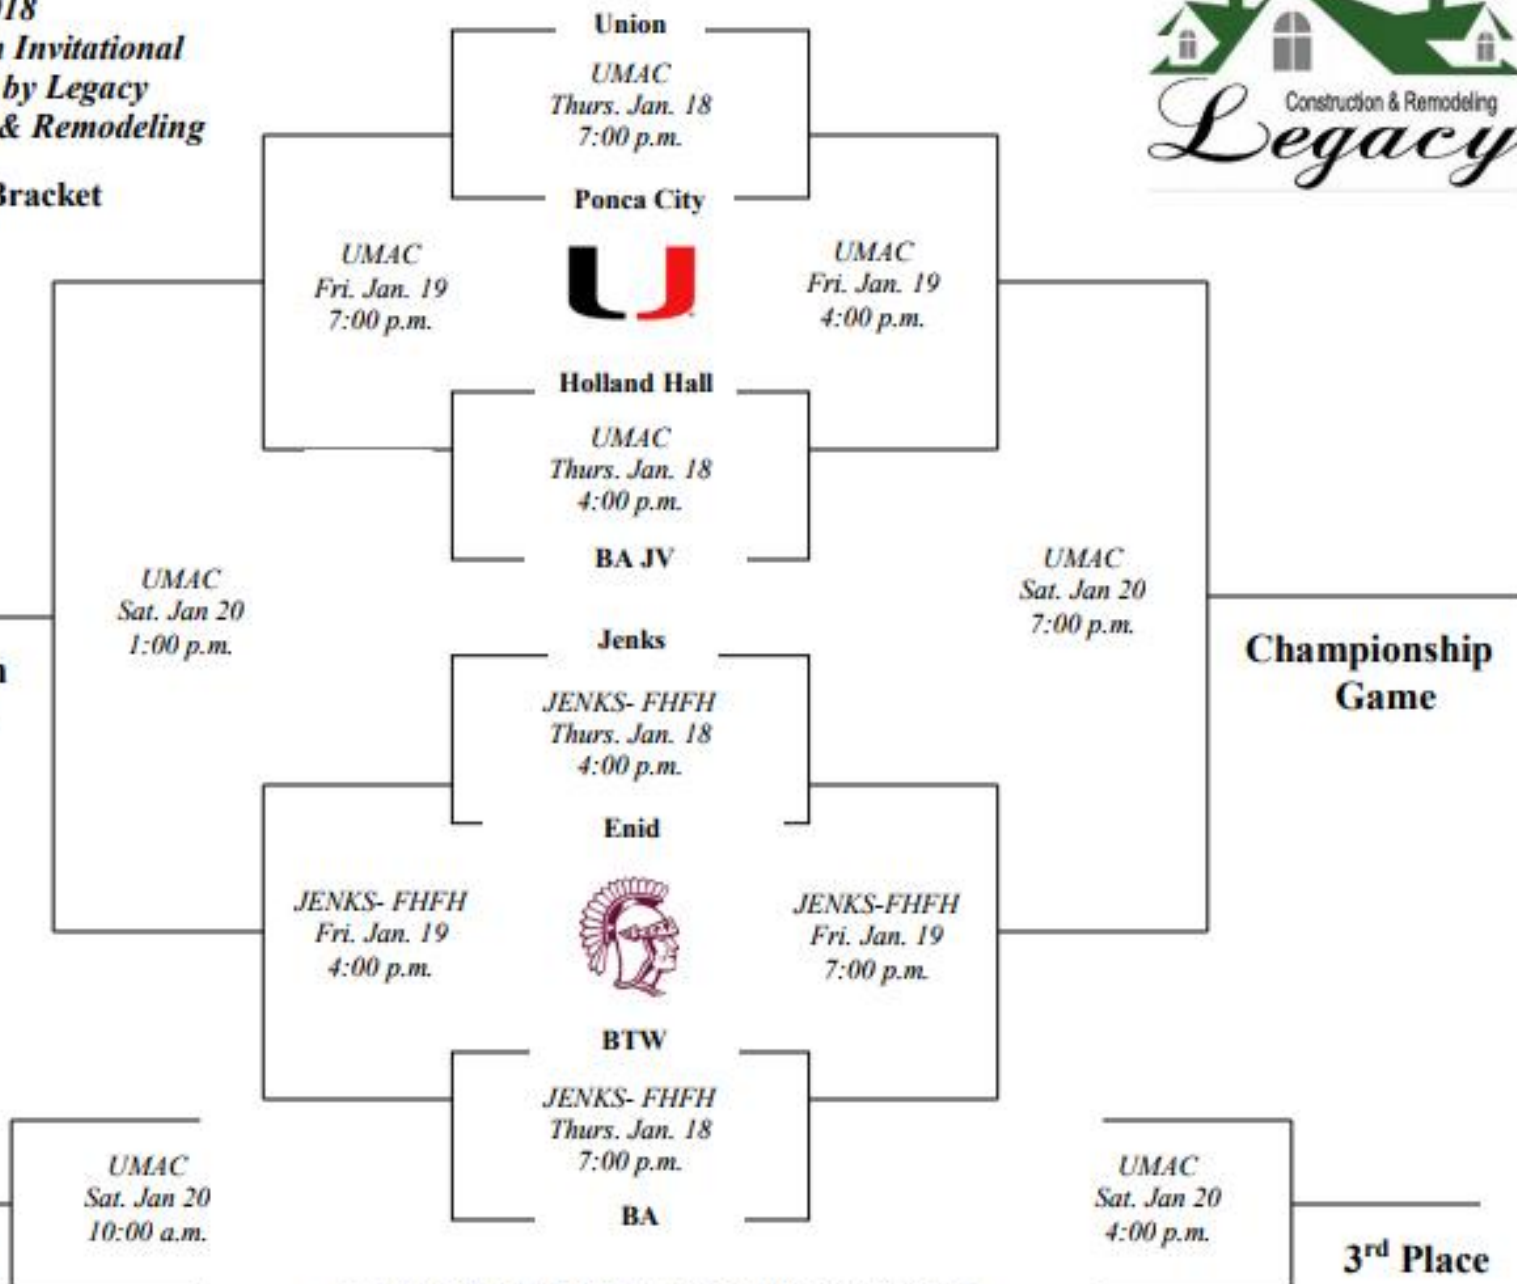 Invitational
by Legacy
& Remodeling
Bracket
Construction & Remodeling
Legacy
Union
UMAC
Thurs. Jan. 18
7:00 p.m.
Ponca City
UMAC
Fri. Jan. 19
7:00 p.m.
UMAC
Fri. Jan. 19
4:00 p.m.
Holland Hall
UMAC
Thurs. Jan. 18
4:00 p.m.
BA JV
UMAC
Sat. Jan 20
1:00 p.m.
UMAC
Sat. Jan 20
7:00 p.m.
Championship
Game
Jenks
JENKS- FHFH
Thurs. Jan. 18
4:00 p.m.
Enid
JENKS- FHFH
Fri. Jan. 19
4:00 p.m.
JENKS-FHFH
Fri. Jan. 19
7:00 p.m.
BTW
JENKS- FHFH
Thurs. Jan. 18
7:00 p.m.
BA
UMAC
Sat. Jan 20
10:00 a.m.
UMAC
Sat. Jan 20
4:00 p.m.
3rd Place